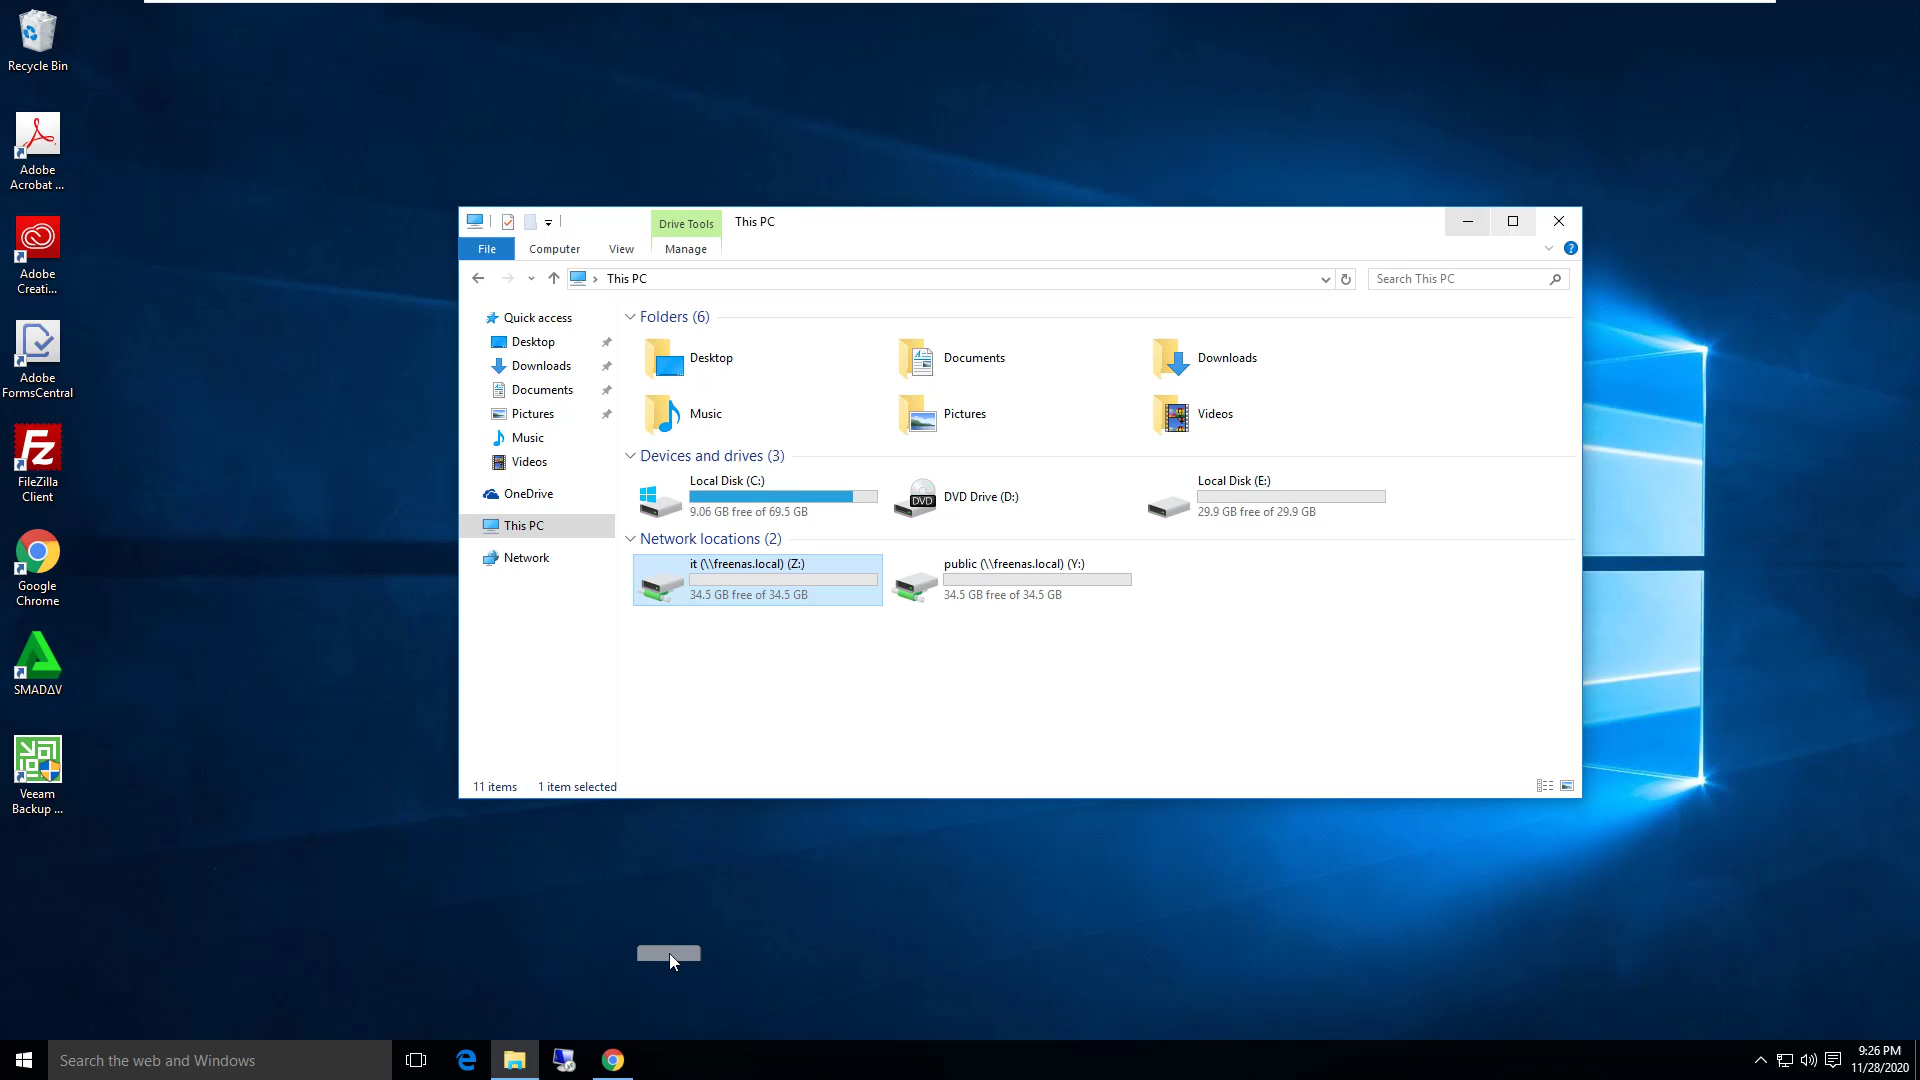 Recycle Bin
Adobe
Acrobat ...
Adobe
Creati...
Adobe
FormsCentral
FileZilla
Client
Google
Chrome
SMADΔV
Veeam
Backup ...
Drive Tools
This PC
File
Computer
View
Manage
This PC
Search This PC
Quick access
Desktop
Downloads
Documents
Pictures
Music
Videos
OneDrive
This PC
Network
Folders (6)
Desktop
Documents
Downloads
Music
Pictures
Videos
Devices and drives (3)
Local Disk (C:)
9.06 GB free of 69.5 GB
DVD
DVD Drive (D:)
Local Disk (E:)
29.9 GB free of 29.9 GB
Network locations (2)
it (\\freenas.local) (Z:)
34.5 GB free of 34.5 GB
public (\\freenas.local) (Y:)
34.5 GB free of 34.5 GB
11 items
1 item selected
Search the web and Windows
9:26 PM
11/28/2020